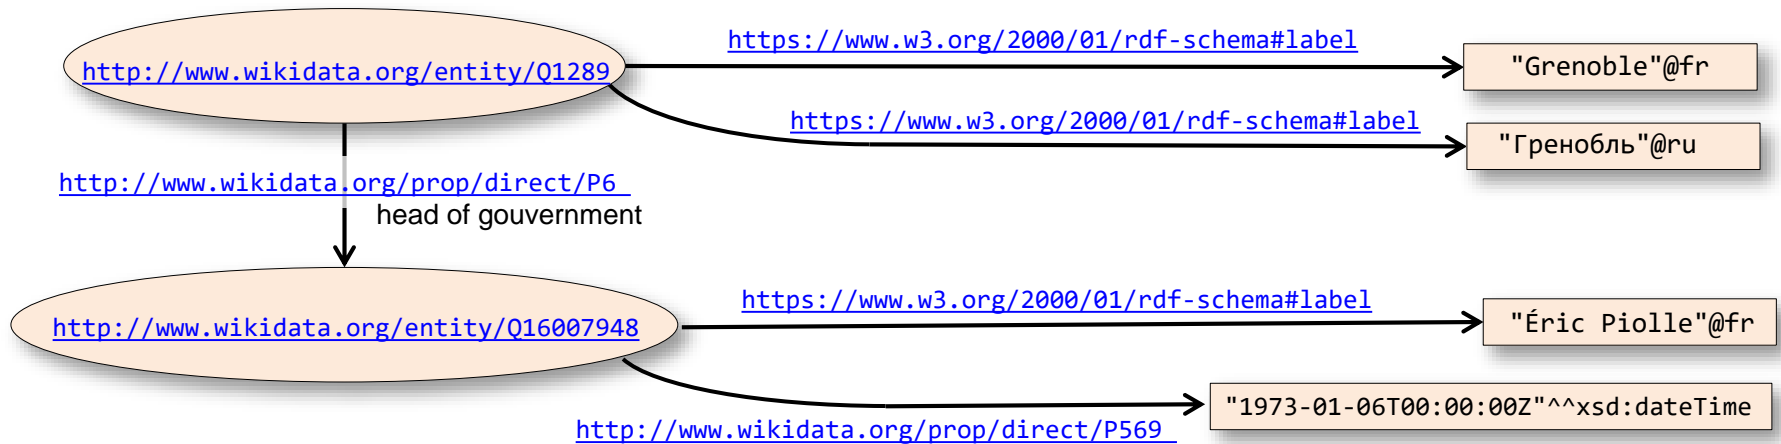 https://www.w3.org/2000/01/rdf-schema#label
http://www.wikidata.org/entity/Q1289
"Grenoble"@fr
https://www.w3.org/2000/01/rdf-schema#label
"Гренобль"@ru
http://www.wikidata.org/prop/direct/P6
head of gouvernment
https://www.w3.org/2000/01/rdf-schema#label
http://www.wikidata.org/entity/Q16007948
"Éric Piolle"@fr
"1973-01-06T00:00:00Z"^^xsd:dateTime
http://www.wikidata.org/prop/direct/P569